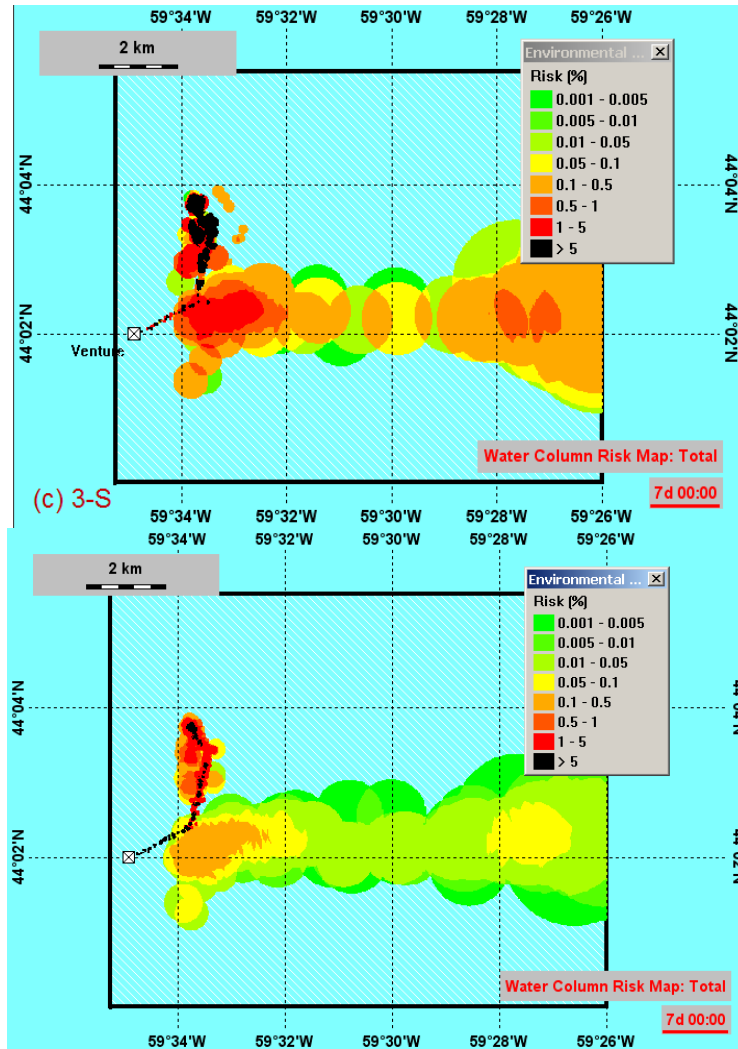 59°34'W 59°32'W 59°30'W 59°28'W 59°26'W
2 km
Environmental ...
Risk (%)
0.001 - 0.005
0.005 - 0.01
0.01 - 0.05
0.05 - 0.1
0.1 - 0.5
0.5 - 1
1 - 5
> 5
44°04'N
44°04'N
44°02'N
44°02'N
Venture
Water Column Risk Map: Total
(c) 3-S
7d 00:00
59°34'W 59°32'W 59°30'W 59°28'W 59°26'W
59°34'W 59°32'W 59°30'W 59°28'W 59°26'W
2 km
Environmental ...
Risk (%)
0.001 - 0.005
0.005 - 0.01
0.01 - 0.05
0.05 - 0.1
0.1 - 0.5
0.5 - 1
1 - 5
> 5
44°04'N
44°04'N
44°02'N
44°02'N
Water Column Risk Map: Total
7d 00:00
59°34'W 59°32'W 59°30'W 59°28'W 59°26'W